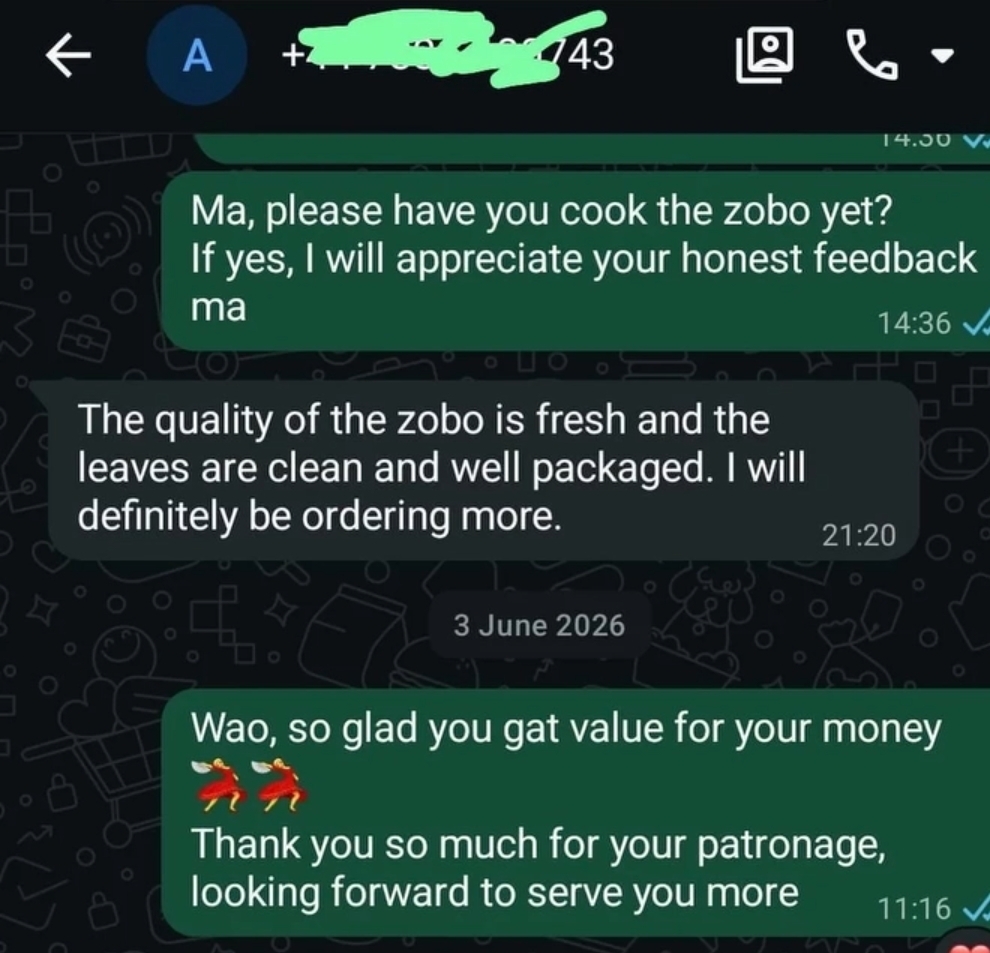 A
743
14:36
Ma, please have you cook the zobo yet?
If yes, I will appreciate your honest feedback
ma
14:36
The quality of the zobo is fresh and the
leaves are clean and well packaged. I will
definitely be ordering more.
21:20
3 June 2026
Wao, so glad you gat value for your money
💃💃
Thank you so much for your patronage,
looking forward to serve you more
11:16